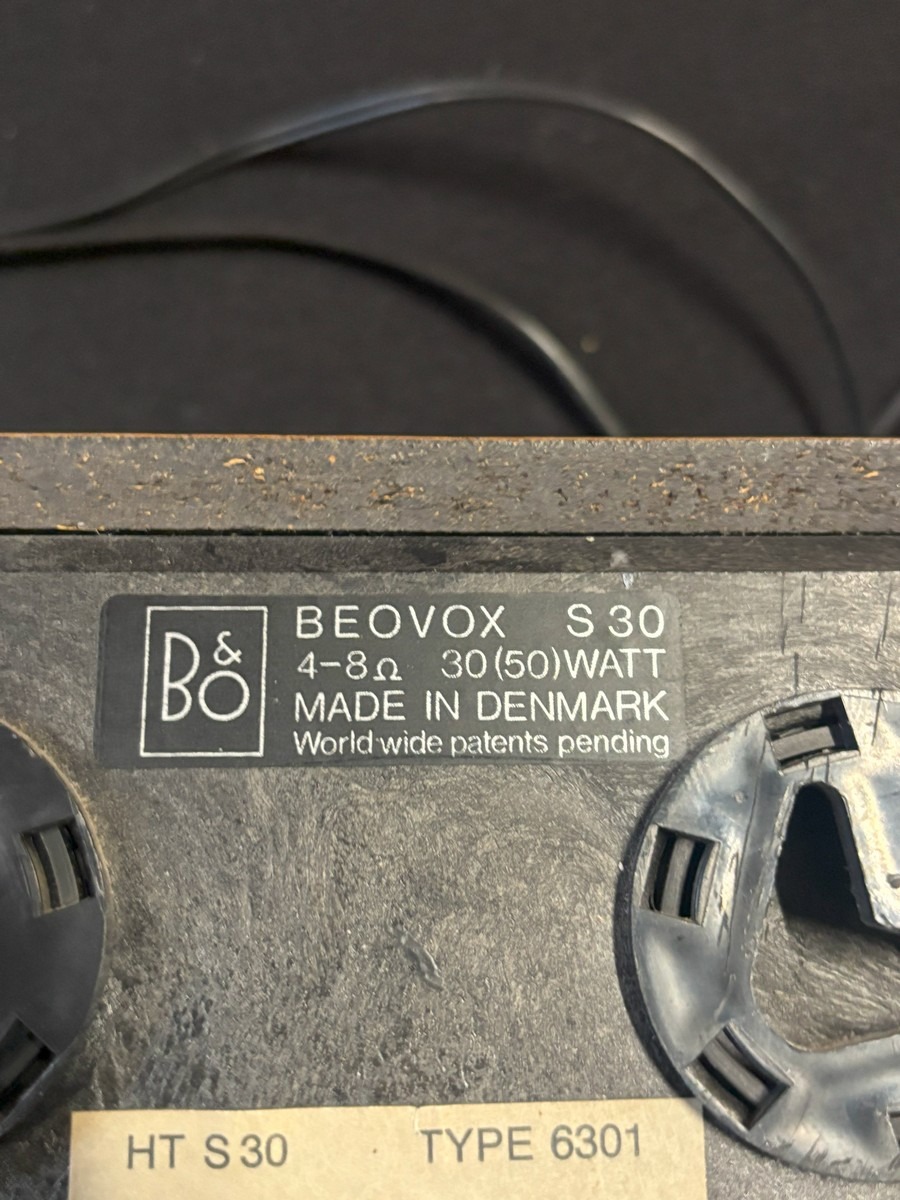 B&O
BEOVOX S 30
4-8Ω 30(50)WATT
MADE IN DENMARK
World-wide patents pending
HT S 30 TYPE 6301